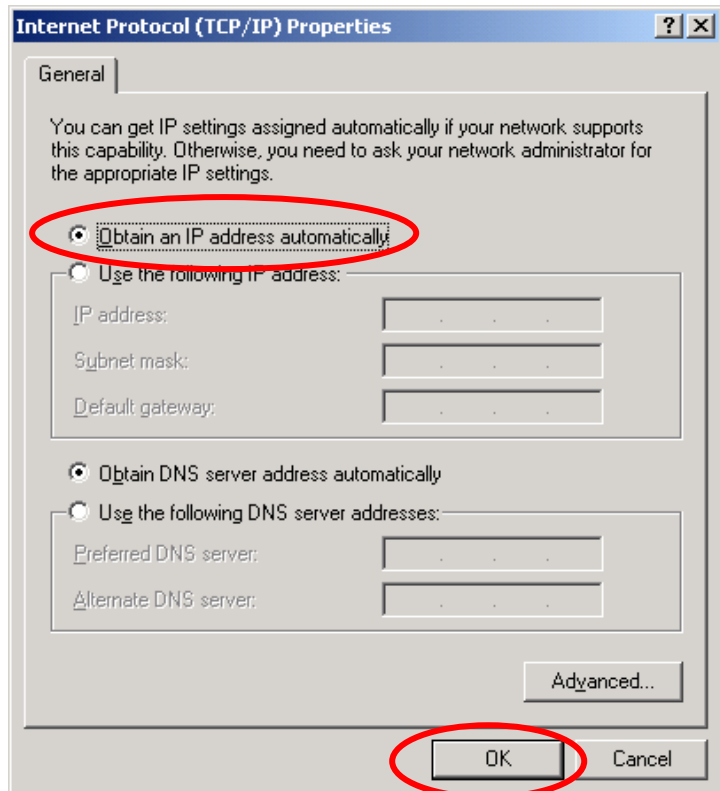 Internet Protocol (TCP/IP) Properties
General
You can get IP settings assigned automatically if your network supports
this capability. Otherwise, you need to ask your network administrator for
the appropriate IP settings.
Obtain an IP address automatically
Use the following IP address:
IP address:
Subnet mask:
Default gateway:
Obtain DNS server address automatically
Use the following DNS server addresses:
Preferred DNS server:
Alternate DNS server:
Advanced...
OK Cancel